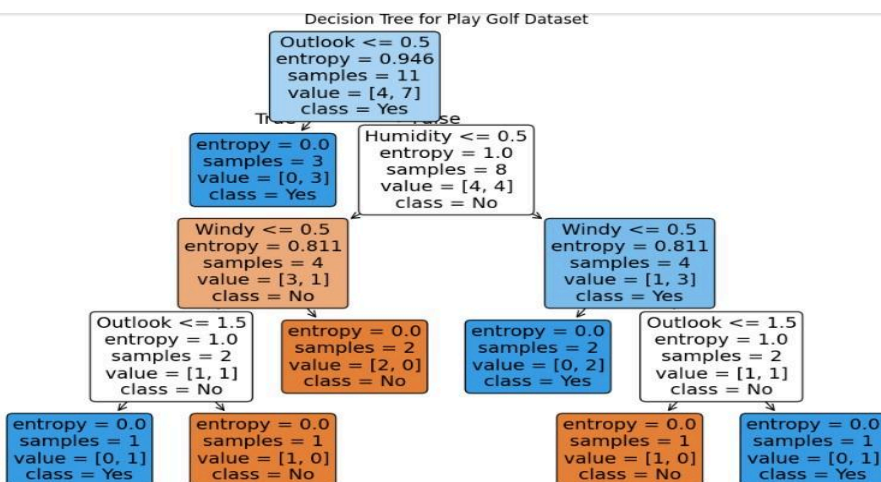 Decision Tree for Play Golf Dataset
Outlook <= 0.5
entropy = 0.946
samples = 11
value = [4, 7]
class = Yes
entropy = 0.0
samples = 3
value = [0, 3]
class = Yes
Humidity <= 0.5
entropy = 1.0
samples = 8
value = [4, 4]
class = No
Windy <= 0.5
entropy = 0.811
samples = 4
value = [3, 1]
class = No
Windy <= 0.5
entropy = 0.811
samples = 4
value = [1, 3]
class = Yes
Outlook <= 1.5
entropy = 1.0
samples = 2
value = [1, 1]
class = No
entropy = 0.0
samples = 2
value = [2, 0]
class = No
entropy = 0.0
samples = 2
value = [0, 2]
class = Yes
Outlook <= 1.5
entropy = 1.0
samples = 2
value = [1, 1]
class = No
entropy = 0.0
samples = 1
value = [0, 1]
class = Yes
entropy = 0.0
samples = 1
value = [1, 0]
class = No
entropy = 0.0
samples = 1
value = [1, 0]
class = No
entropy = 0.0
samples = 1
value = [0, 1]
class = Yes